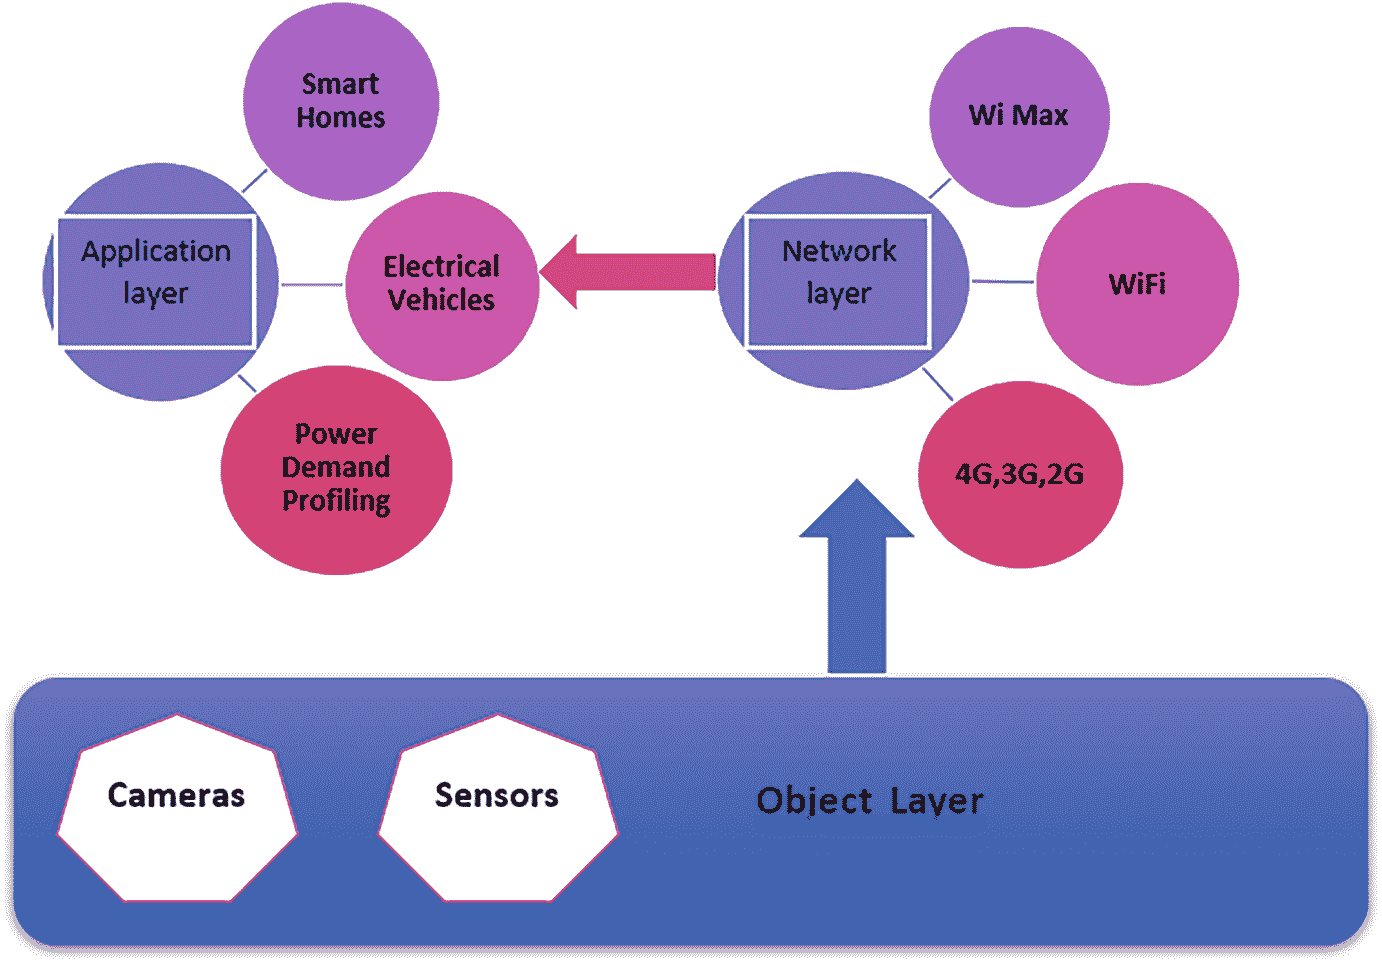 Smart
Homes
Application
layer
Electrical
Vehicles
Power
Demand
Profiling
Wi Max
Network
layer
WiFi
4G,3G,2G
Cameras
Sensors
Object Layer